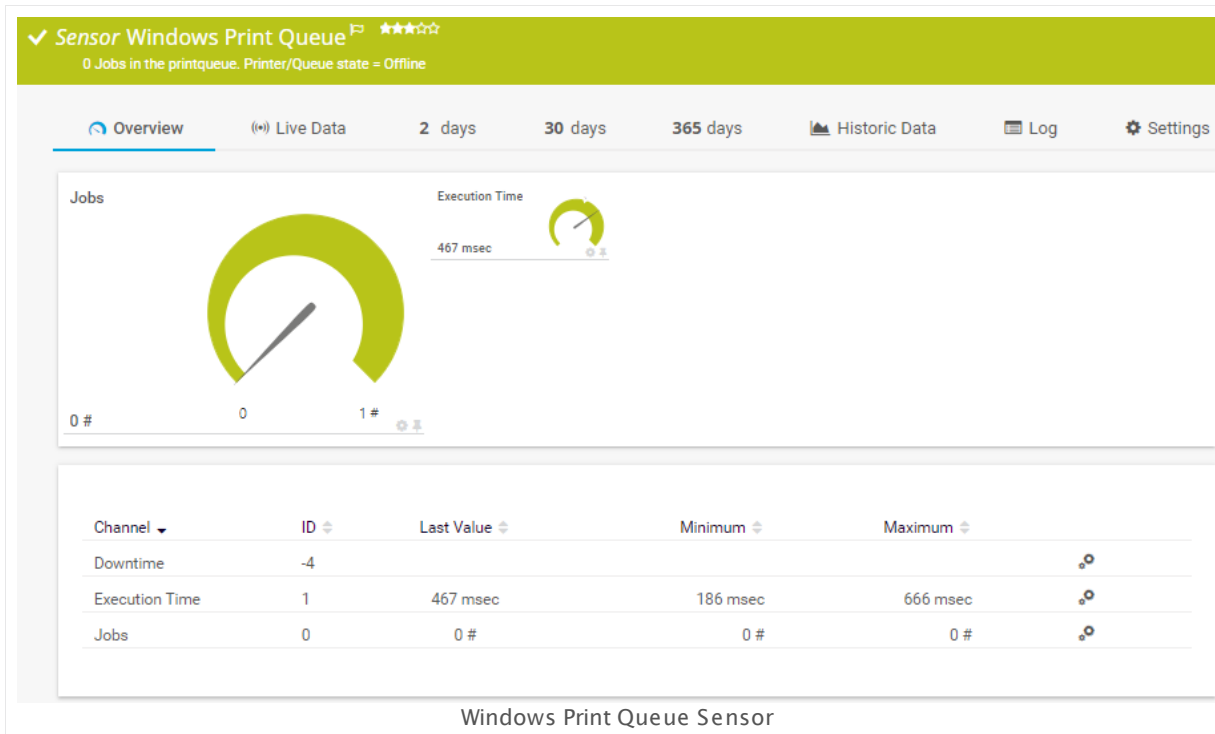 Sensor Windows Print Queue
0 Jobs in the printqueue. Printer/Queue state = Offline
Overview Live Data 2 days 30 days 365 days Historic Data Log Settings
Jobs
Execution Time
467 msec
0 #
0
1 #
Channel ID Last Value Minimum Maximum
Downtime -4
Execution Time 1 467 msec 186 msec 666 msec
Jobs 0 0 # 0 # 0 #
Windows Print Queue Sensor